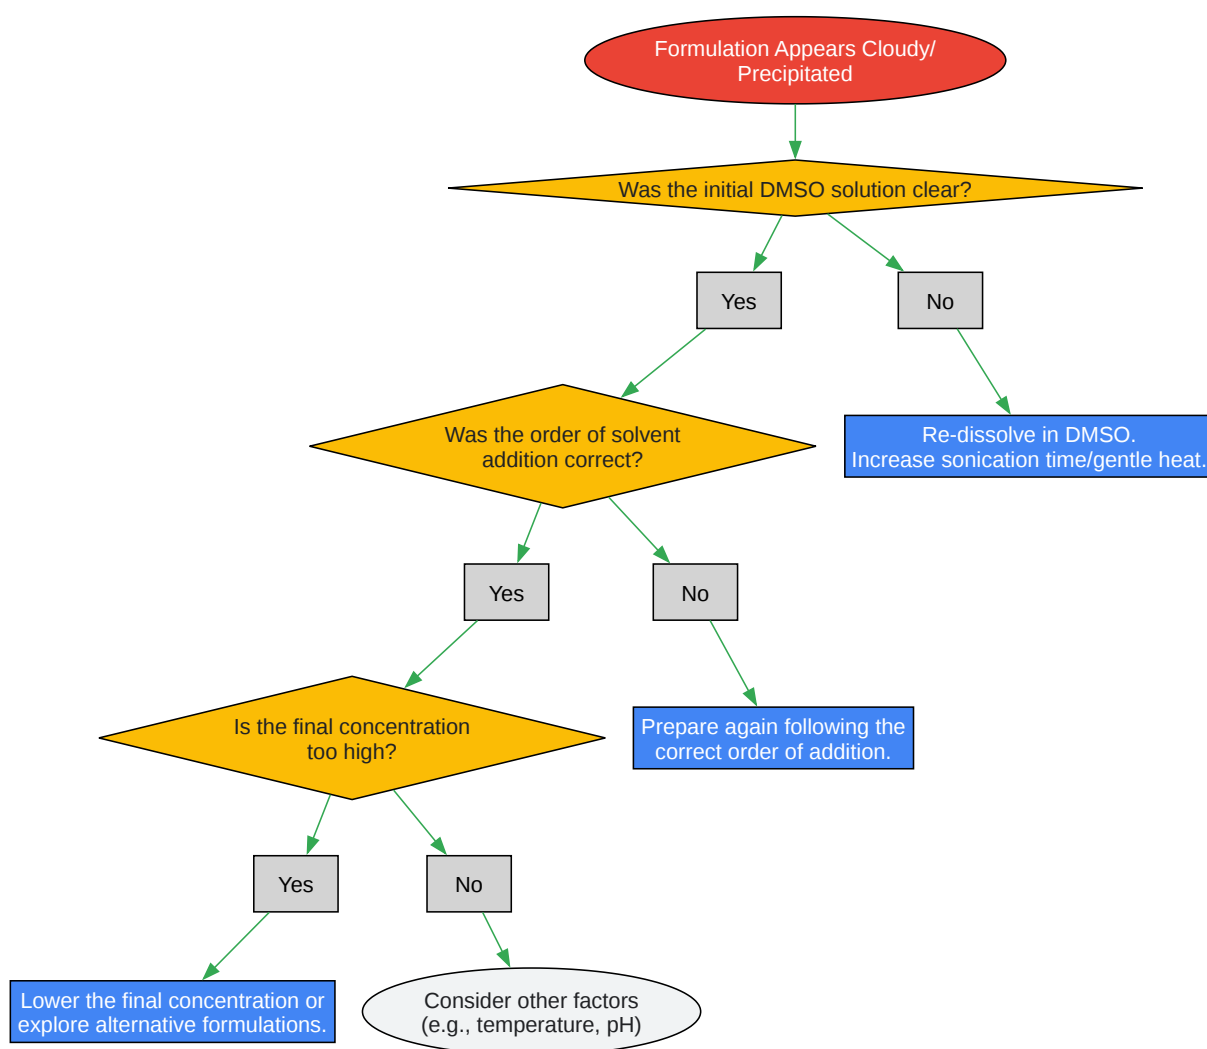 Formulation Appears Cloudy/
Precipitated
Was the initial DMSO solution clear?
Yes
No
Was the order of solvent
addition correct?
Re-dissolve in DMSO.
Increase sonication time/gentle heat.
Yes
No
Is the final concentration
too high?
Prepare again following the
correct order of addition.
Yes
No
Lower the final concentration or
explore alternative formulations.
Consider other factors
(e.g., temperature, pH)